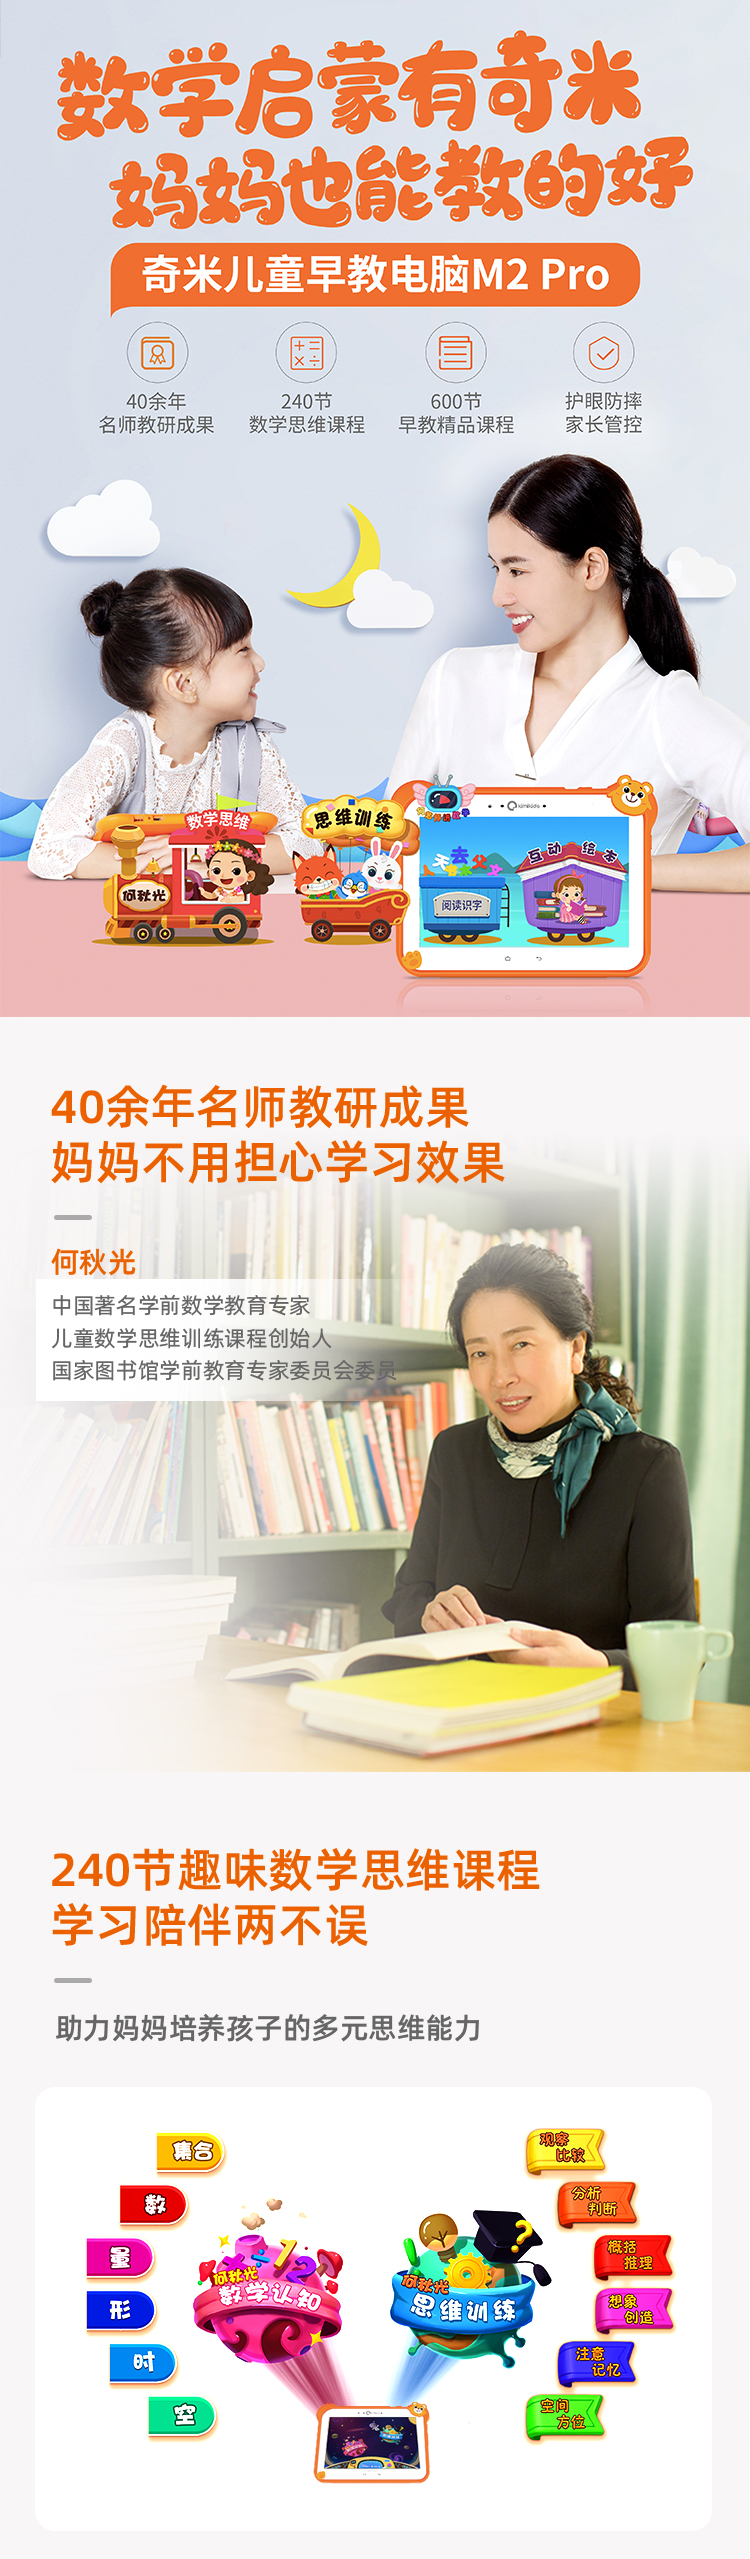 数学启蒙有奇米
妈妈也能教的好
奇米儿童早教电脑M2 Pro
40余年
名师教研成果
240节
数学思维课程
600节
早教精品课程
护眼防摔
家长管控
数学思维
何秋光
思维训练
kimikids
天去父
阅读识字
互动绘本
40余年名师教研成果
妈妈不用担心学习效果
何秋光
中国著名学前数学教育专家
儿童数学思维训练课程创始人
国家图书馆学前教育专家委员会委员
240节趣味数学思维课程
学习陪伴两不误
助力妈妈培养孩子的多元思维能力
集合
数
量
形
时
空
何秋光
数学认知
何秋光
思维训练
观察
比较
分析
判断
概括
推理
想象
创造
注意
记忆
空间
方位